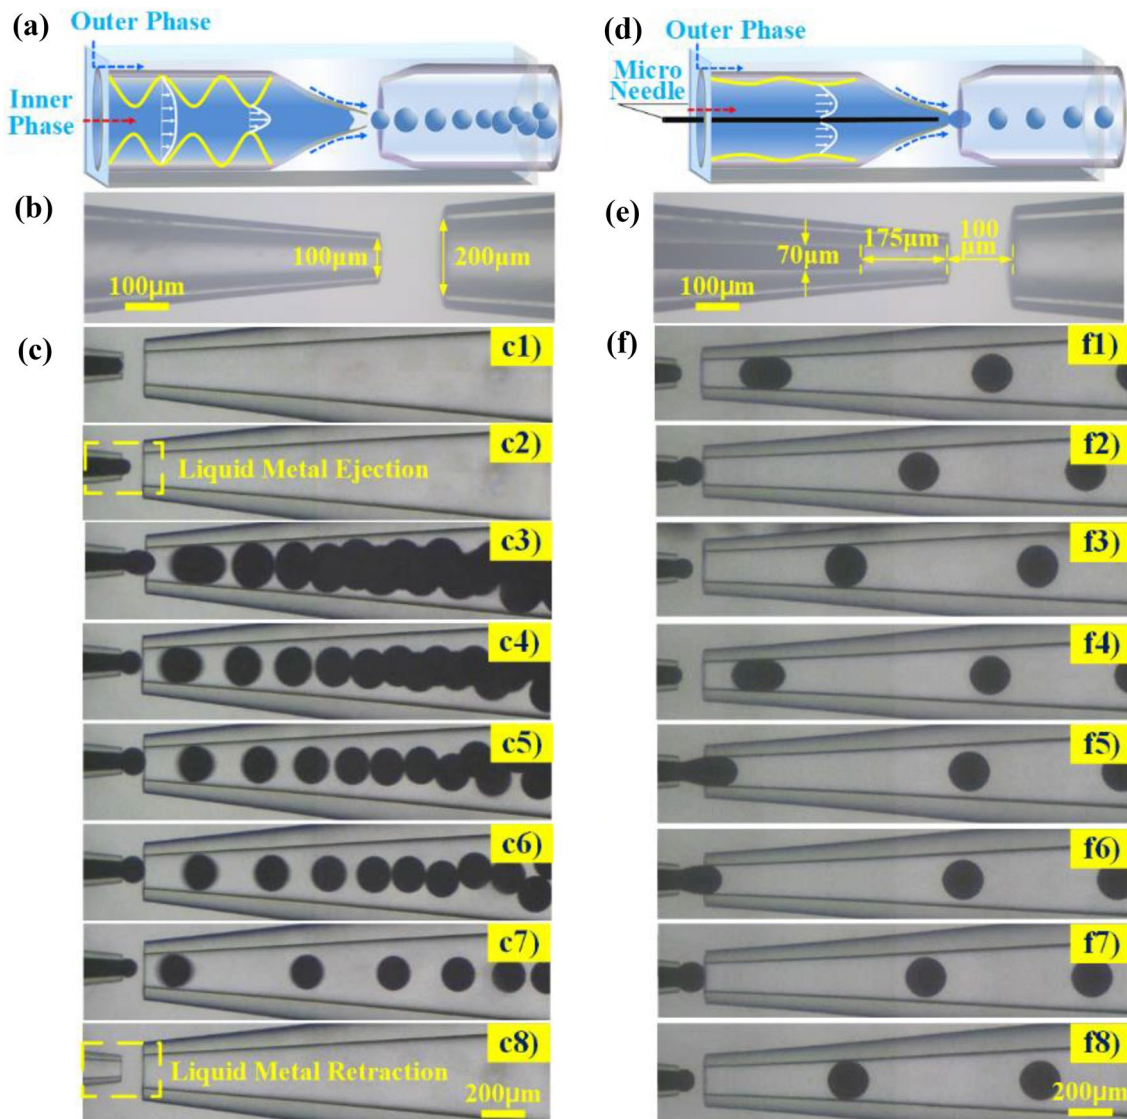 (a)
Outer Phase
Inner
Phase
(b)
100μm
200μm
100μm
(c)
c1)
c2)
Liquid Metal Ejection
c3)
c4)
c5)
c6)
c7)
c8)
Liquid Metal Retraction
200μm
(d)
Outer Phase
Micro
Needle
(e)
175μm
100
μm
70μm
100μm
(f)
f1)
f2)
f3)
f4)
f5)
f6)
f7)
f8)
200μm